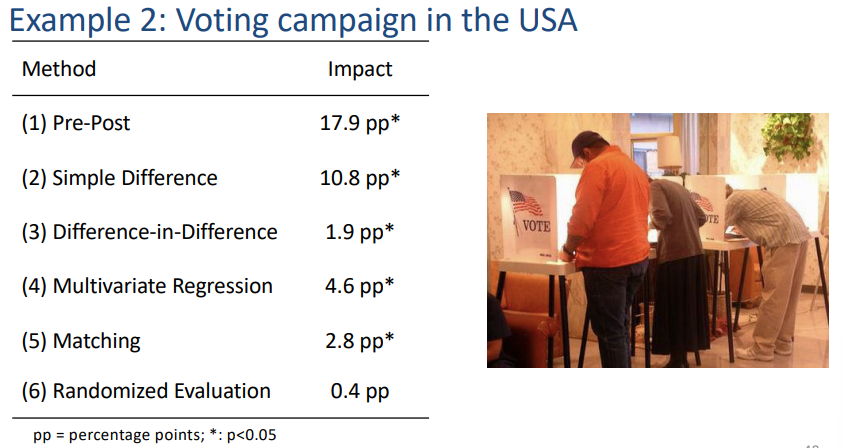 Example 2: Voting campaign in the USA
Method Impact
(1) Pre-Post 17.9 pp*
(2) Simple Difference 10.8 pp*
(3) Difference-in-Difference 1.9 pp*
(4) Multivariate Regression 4.6 pp*
(5) Matching 2.8 pp*
(6) Randomized Evaluation 0.4 pp
pp = percentage points; *: p<0.05
VOTE
OTE